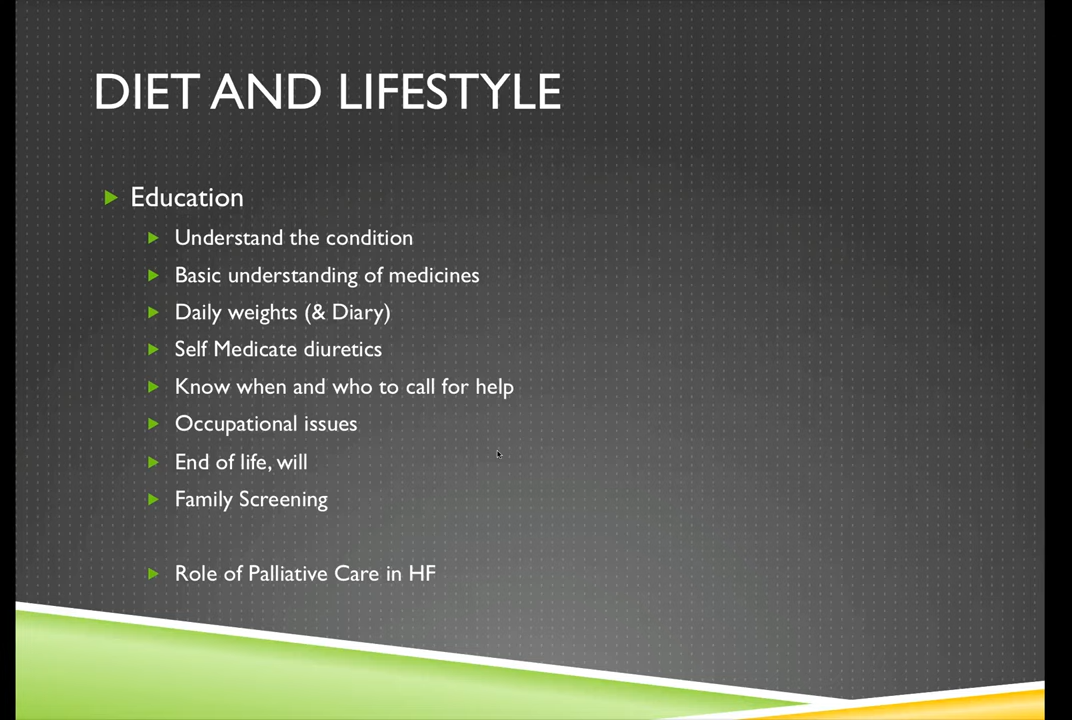 DIET AND LIFESTYLE
Education
Understand the condition
Basic understanding of medicines
Daily weights (& Diary)
Self Medicate diuretics
Know when and who to call for help
Occupational issues
End of life, will
Family Screening
Role of Palliative Care in HF